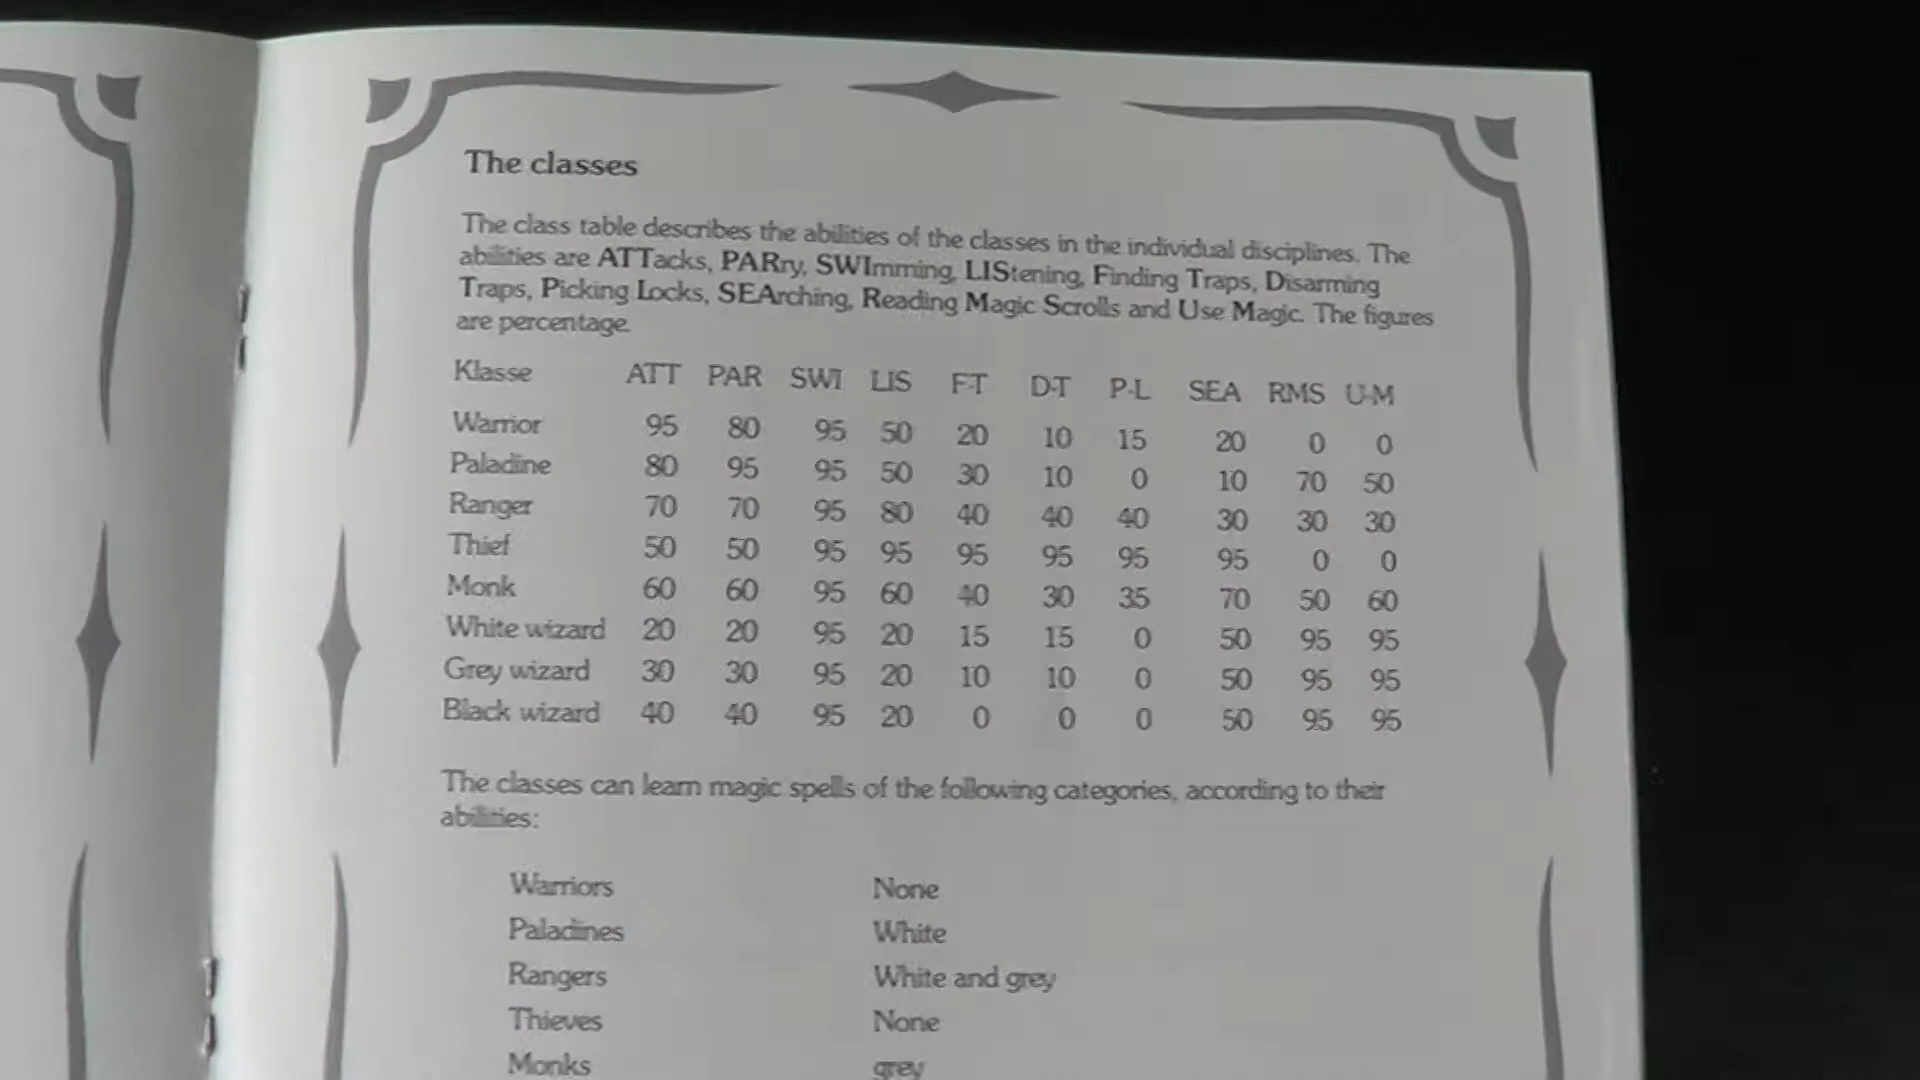 The classes
The class table describes the abilities of the classes in the individual disciplines. The
abilities are ATTacks, PARry, SWImming, LIStening, Finding Traps, Disarming
Traps, Picking Locks, SEArching, Reading Magic Scrolls and Use Magic. The figures
are percentage.
Klasse ATT PAR SWI LIS F-T D-T P-L SEA RMS U-M
Warrior 95 80 95 50 20 10 15 20 0 0
Paladine 80 95 95 50 30 10 0 10 70 50
Ranger 70 70 95 80 40 40 40 30 30 30
Thief 50 50 95 95 95 95 95 95 0 0
Monk 60 60 95 60 40 30 35 70 50 60
White wizard 20 20 95 20 15 15 0 50 95 95
Grey wizard 30 30 95 20 10 10 0 50 95 95
Black wizard 40 40 95 20 0 0 0 50 95 95
The classes can learn magic spells of the following categories, according to their
abilities:
Warriors None
Paladines White
Rangers White and grey
Thieves None
Monks grey